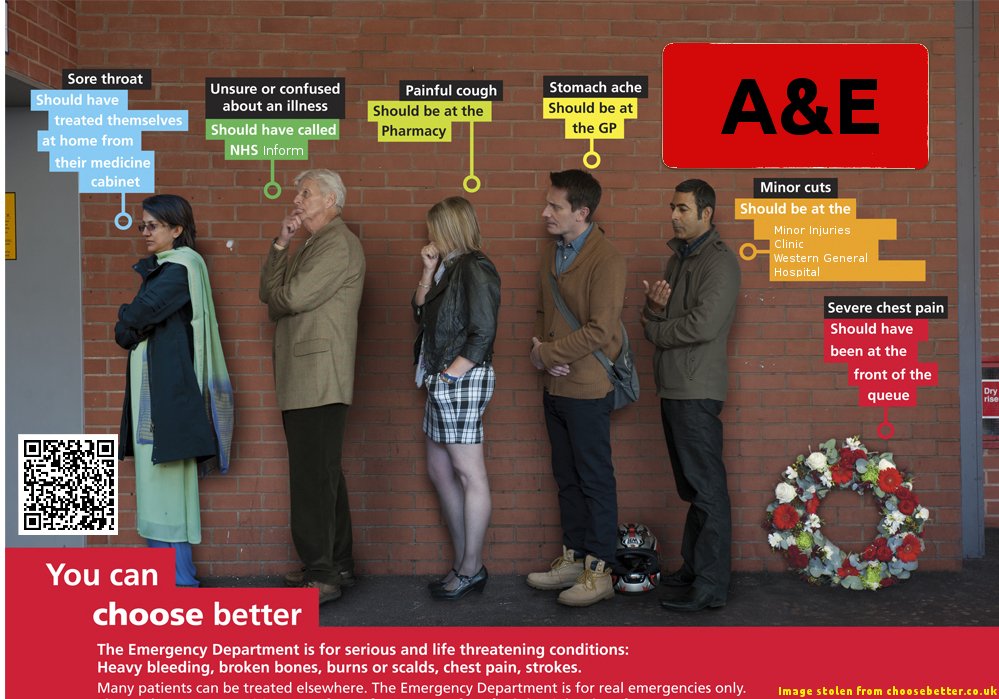 Sore throat
Should have
treated themselves
at home from
their medicine
cabinet
Unsure or confused
about an illness
Should have called
NHS Inform
Painful cough
Should be at the
Pharmacy
Stomach ache
Should be at
the GP
A&E
Minor cuts
Should be at the
Minor Injuries
Clinic
Western General
Hospital
Severe chest pain
Should have
been at the
front of the
queue
Dry
rise
You can
choose better
The Emergency Department is for serious and life threatening conditions:
Heavy bleeding, broken bones, burns or scalds, chest pain, strokes.
Many patients can be treated elsewhere. The Emergency Department is for real emergencies only.
Image stolen from choosebetter.co.uk